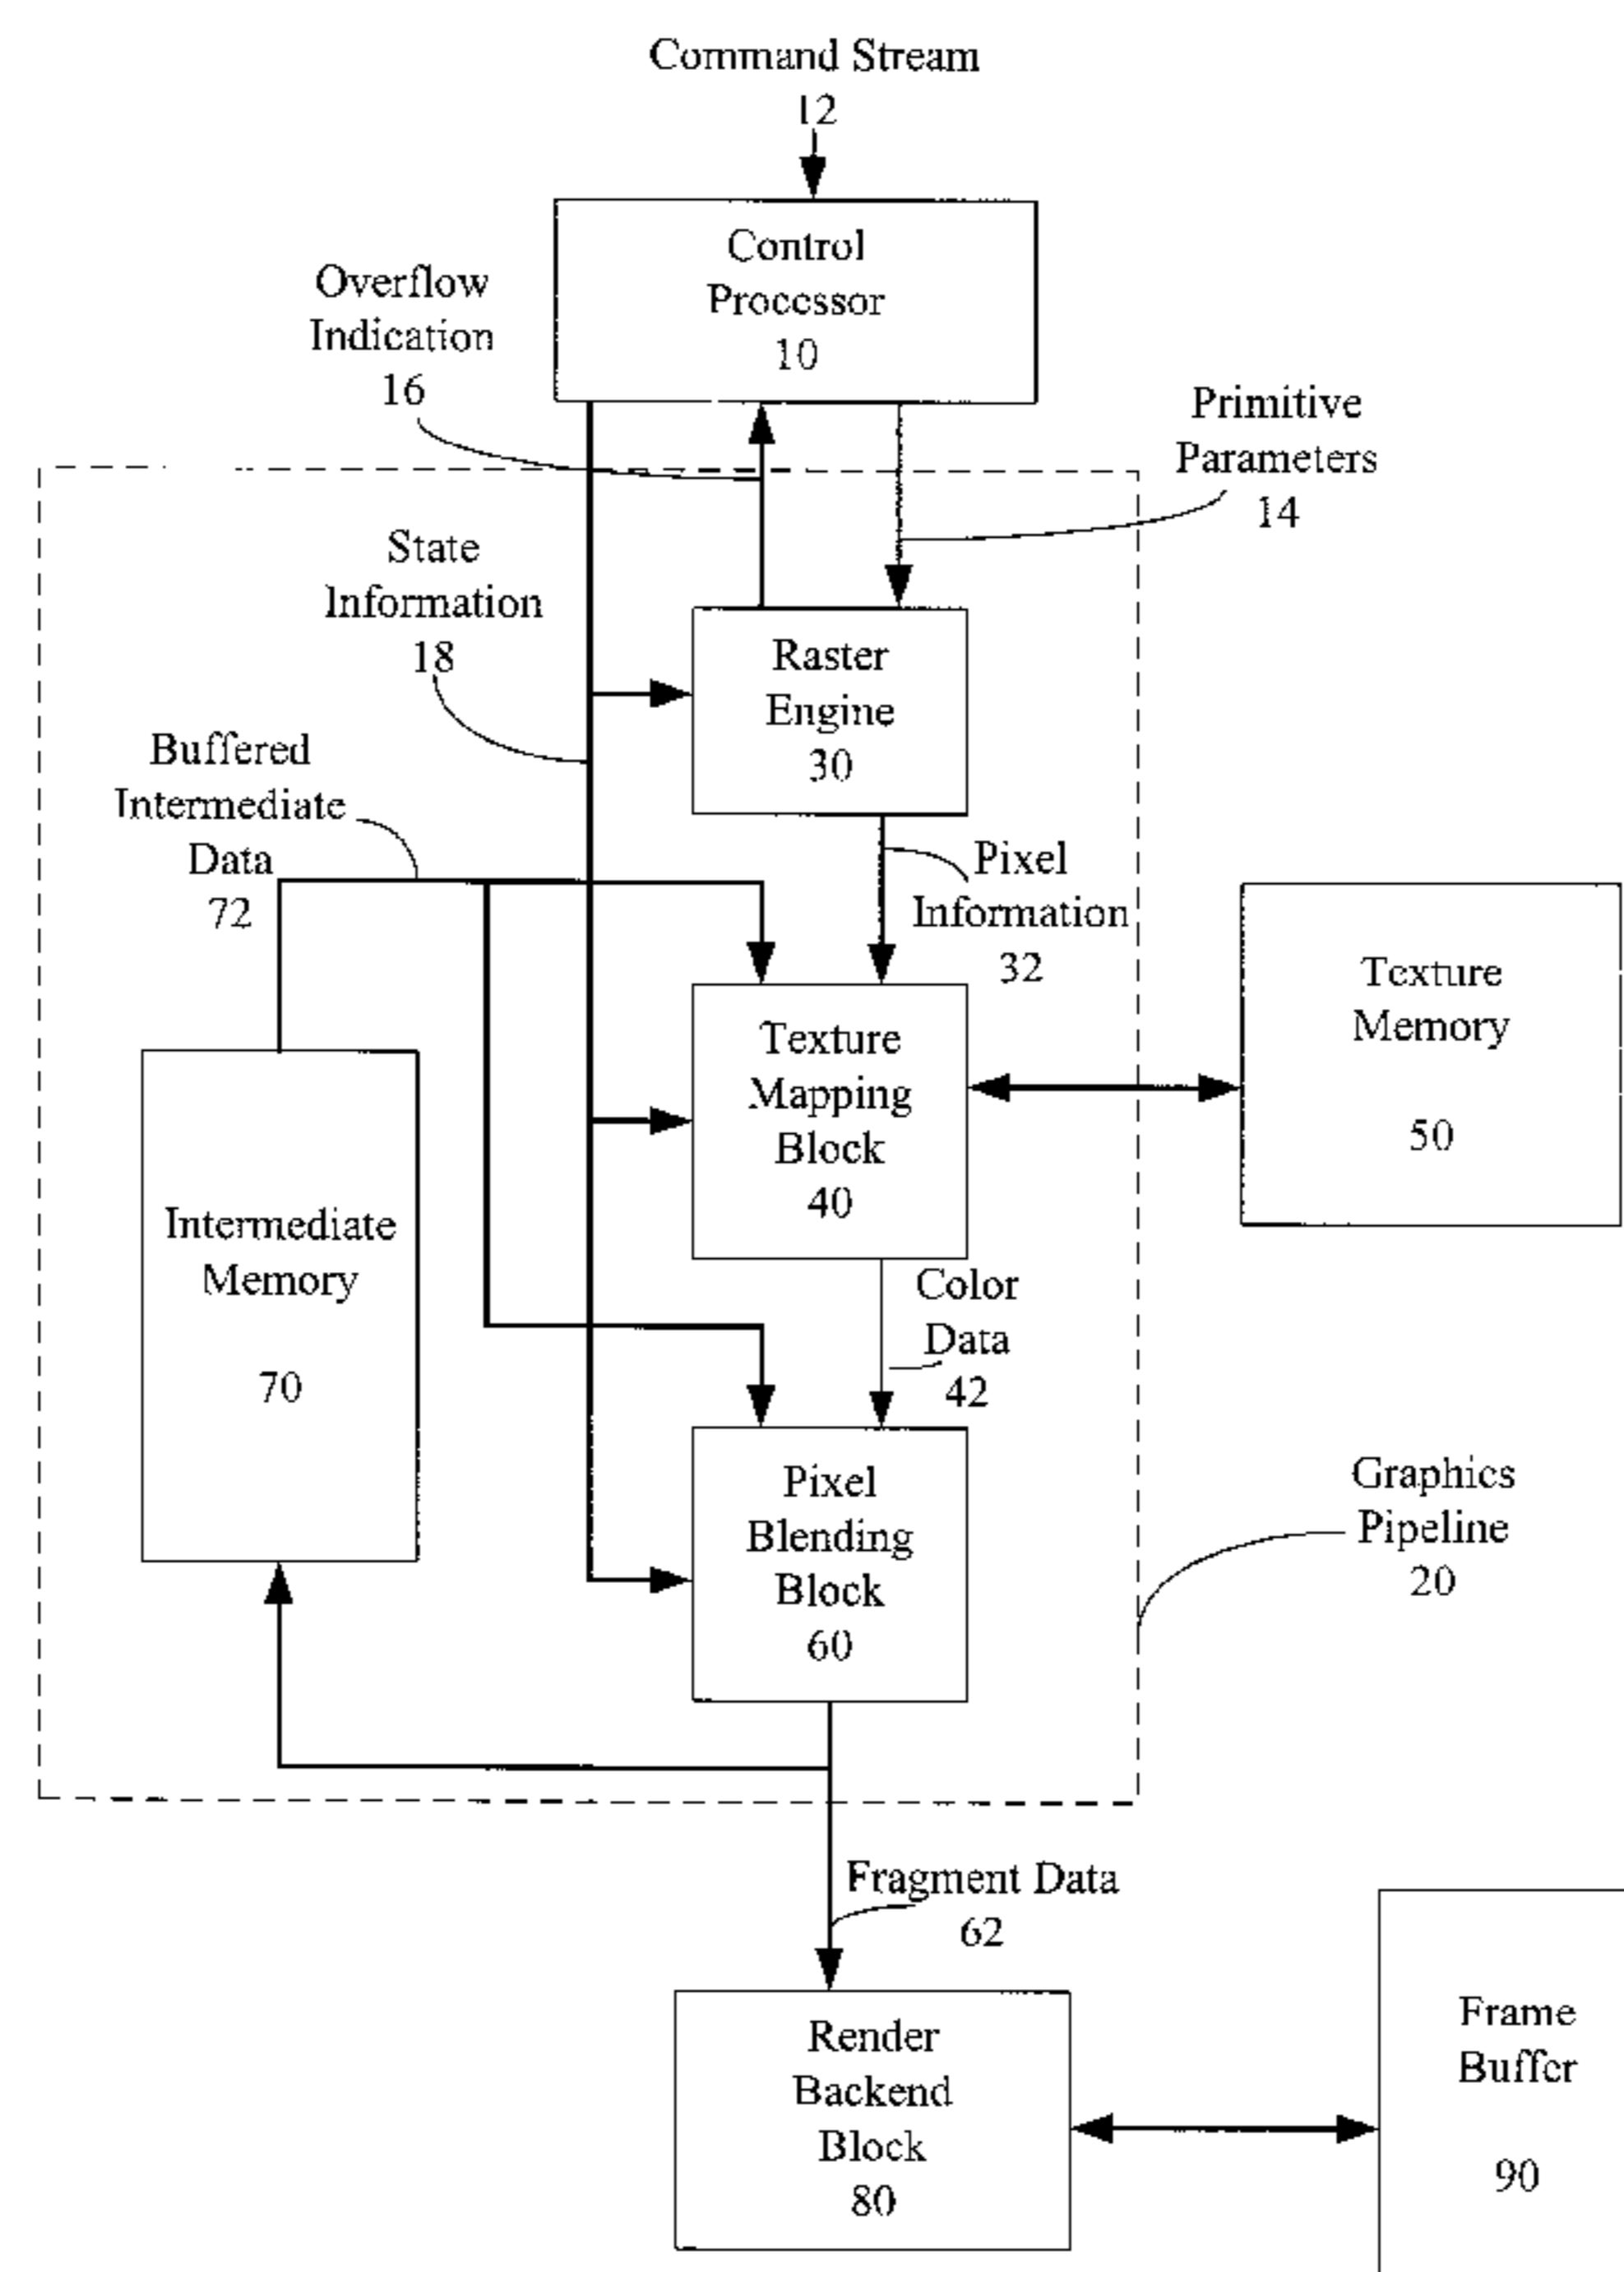 Command Stream
12
Control
Processor
10
Overflow
Indication
16
Primitive
Parameters
14
State
Information
18
Raster
Engine
30
Buffered
Intermediate
Data
72
Pixel
Information
32
Texture
Memory
50
Texture
Mapping
Block
40
Intermediate
Memory
70
Color
Data
42
Pixel
Blending
Block
60
Graphics
Pipeline
20
Fragment Data
62
Render
Backend
Block
80
Frame
Buffer
90